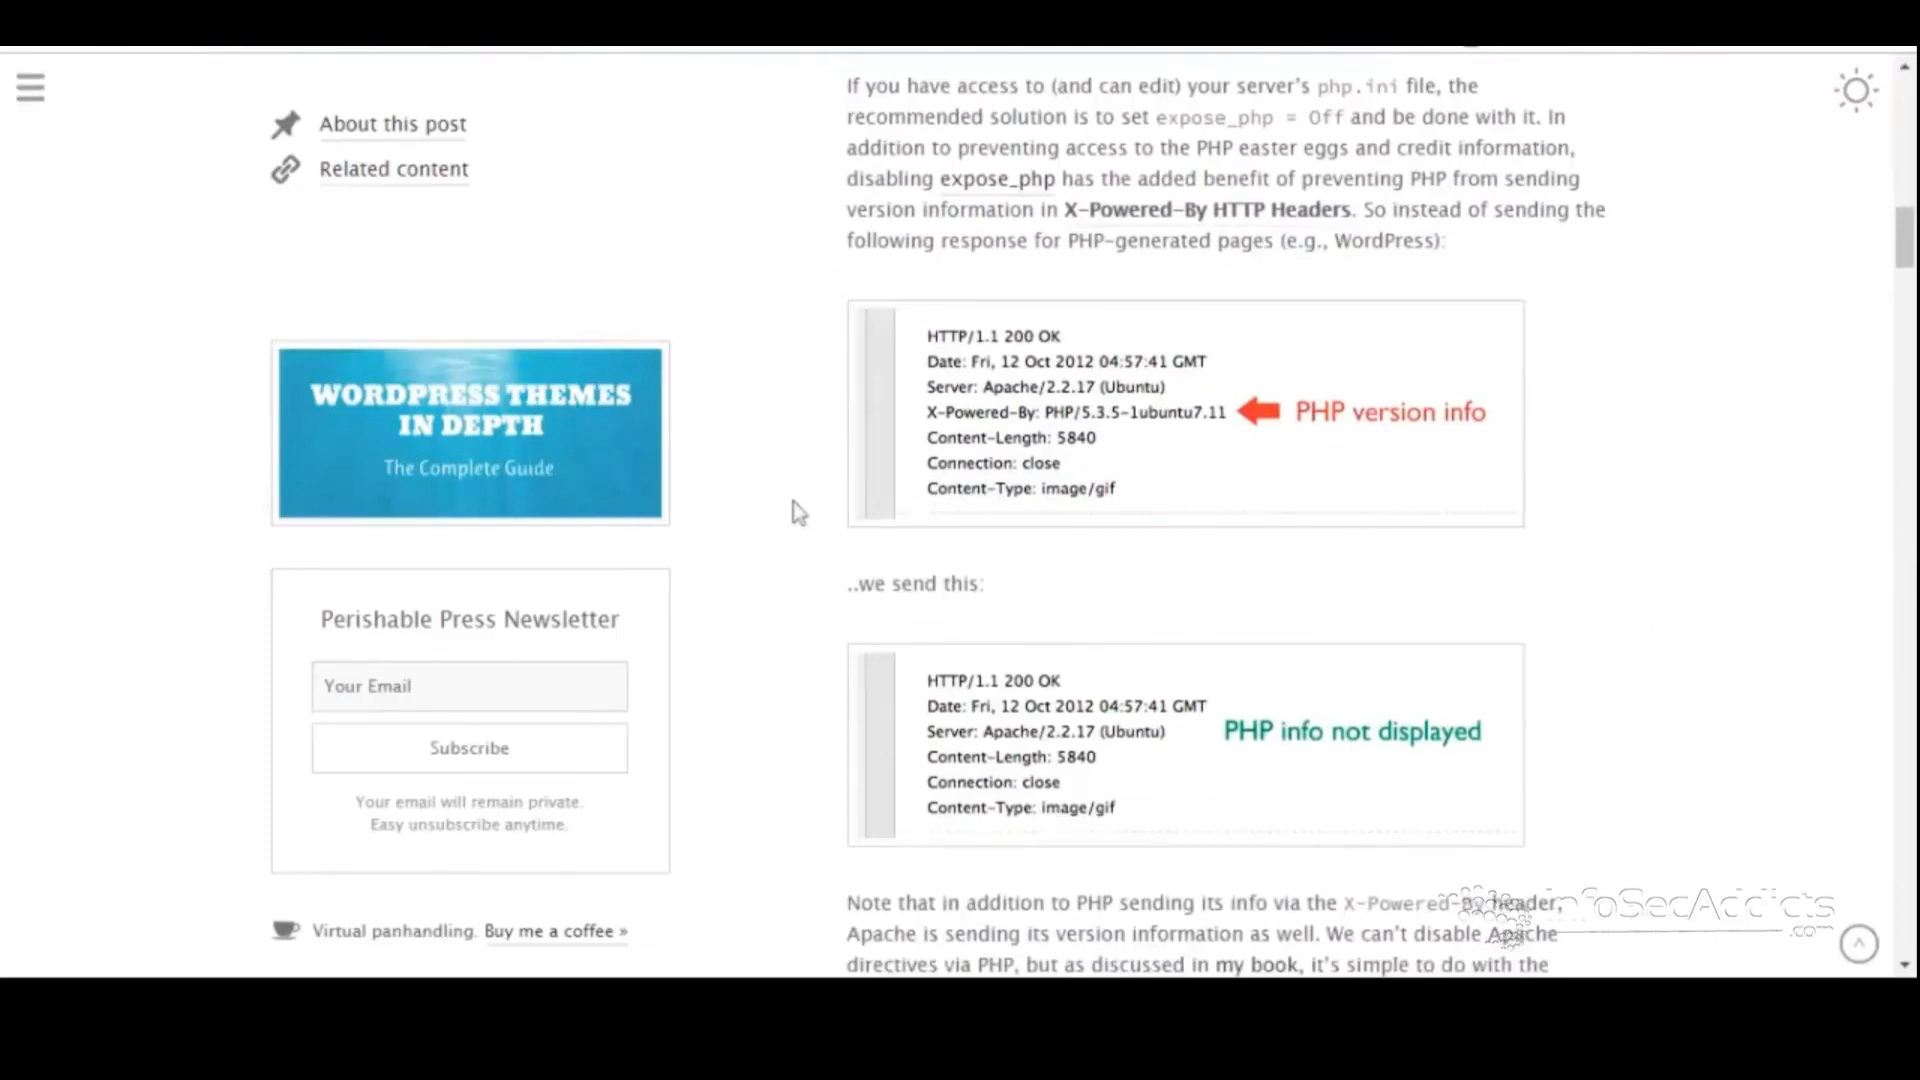 About this post
Related content
WORDPRESS THEMES
IN DEPTH
The Complete Guide
Perishable Press Newsletter
Your Email
Subscribe
Your email will remain private.
Easy unsubscribe anytime.
Virtual panhandling. Buy me a coffee »
If you have access to (and can edit) your server's php.ini file, the
recommended solution is to set expose_php = Off and be done with it. In
addition to preventing access to the PHP easter eggs and credit information,
disabling expose_php has the added benefit of preventing PHP from sending
version information in X-Powered-By HTTP Headers. So instead of sending the
following response for PHP-generated pages (e.g., WordPress):
HTTP/1.1 200 OK
Date: Fri, 12 Oct 2012 04:57:41 GMT
Server: Apache/2.2.17 (Ubuntu)
X-Powered-By: PHP/5.3.5-1ubuntu7.11 PHP version info
Content-Length: 5840
Connection: close
Content-Type: image/gif
..we send this:
HTTP/1.1 200 OK
Date: Fri, 12 Oct 2012 04:57:41 GMT
Server: Apache/2.2.17 (Ubuntu) PHP info not displayed
Content-Length: 5840
Connection: close
Content-Type: image/gif
Note that in addition to PHP sending its info via the X-Powered-By header,
Apache is sending its version information as well. We can't disable Apache
directives via PHP, but as discussed in my book, it's simple to do with the
infoSecAddicts
.com